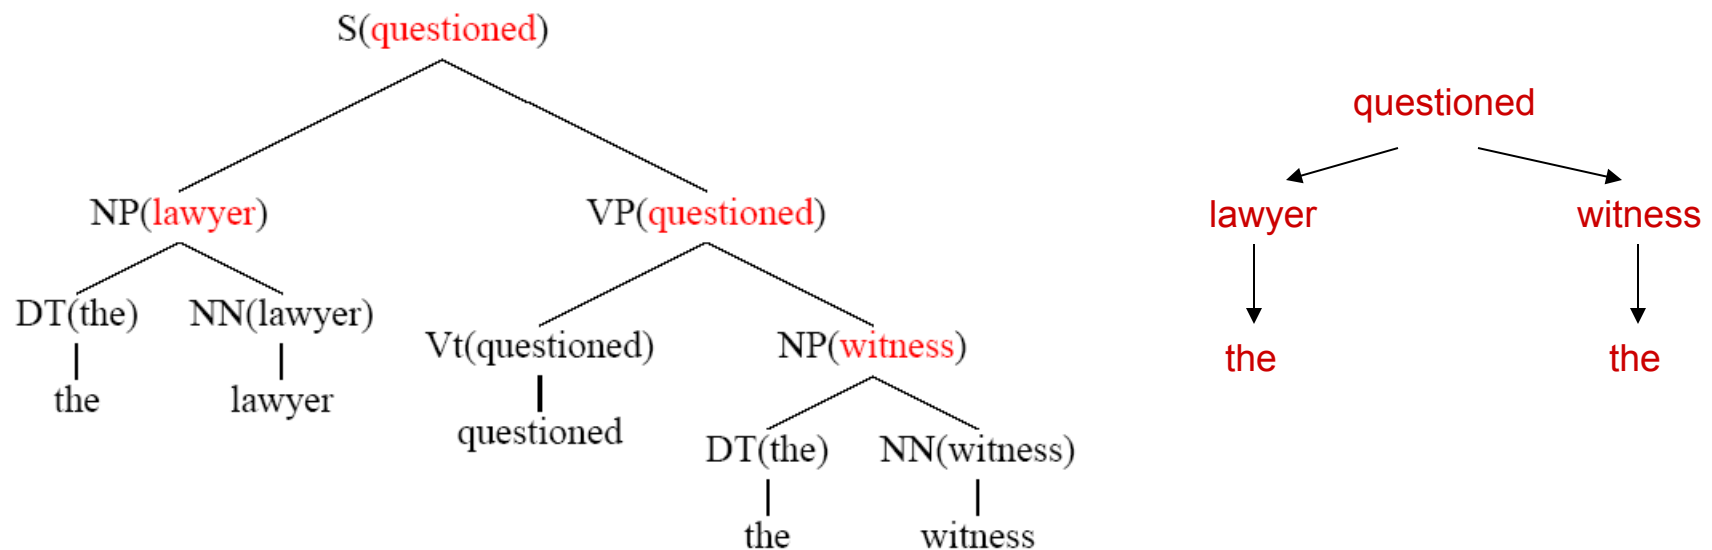 S(questioned)
NP(lawyer) VP(questioned)
DT(the) NN(lawyer) Vt(questioned) NP(witness)
the lawyer questioned
DT(the) NN(witness)
the witness
questioned
lawyer witness
the the